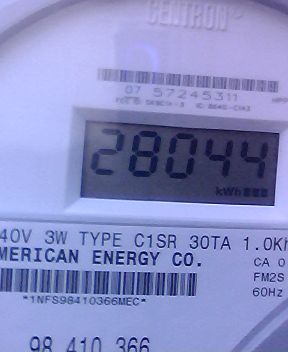 CENTRON®
07 57245311
28044
kWh
40V 3W TYPE C1SR 30TA 1.0Kh
MERICAN ENERGY CO.
CA 0
FM2S
60Hz
*1NFS98410366MEC*
98 410 366